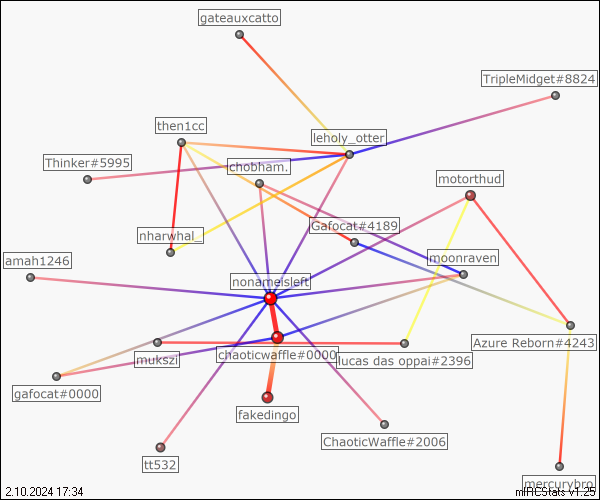 gateauxcatto
TripleMidget#8824
then1cc
leholy_otter
Thinker#5995
chobham.
motorthud
Gafocat#4189
nharwhal_
moonraven
amah1246
nonameisleft
Azure Reborn#4243
chaoticwaffle#0000
mukszi
lucas das oppai#2396
gafocat#0000
fakedingo
ChaoticWaffle#2006
tt532
mercurybro
2.10.2024 17:34
mIRCStats v1.25